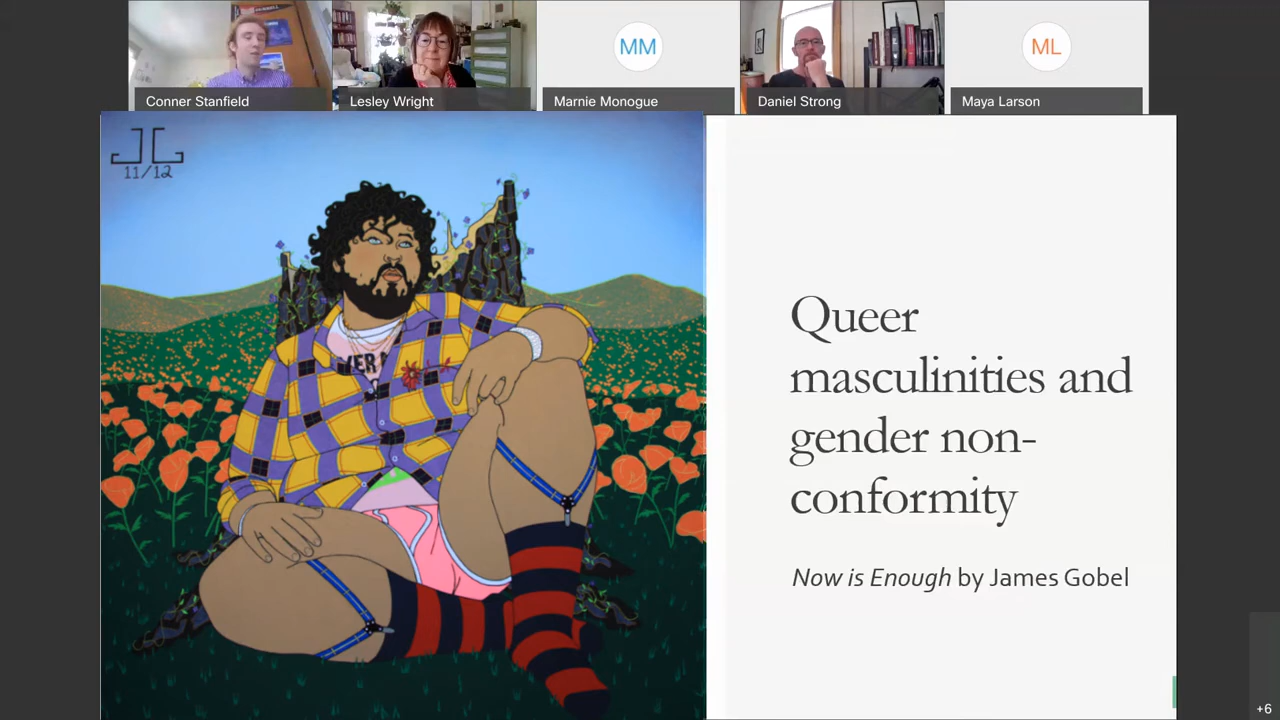 Conner Stanfield
Lesley Wright
MM
Marnie Monogue
Daniel Strong
ML
Maya Larson
11/12
VER
Queer
masculinities and
gender non-
conformity
Now is Enough by James Gobel
+6